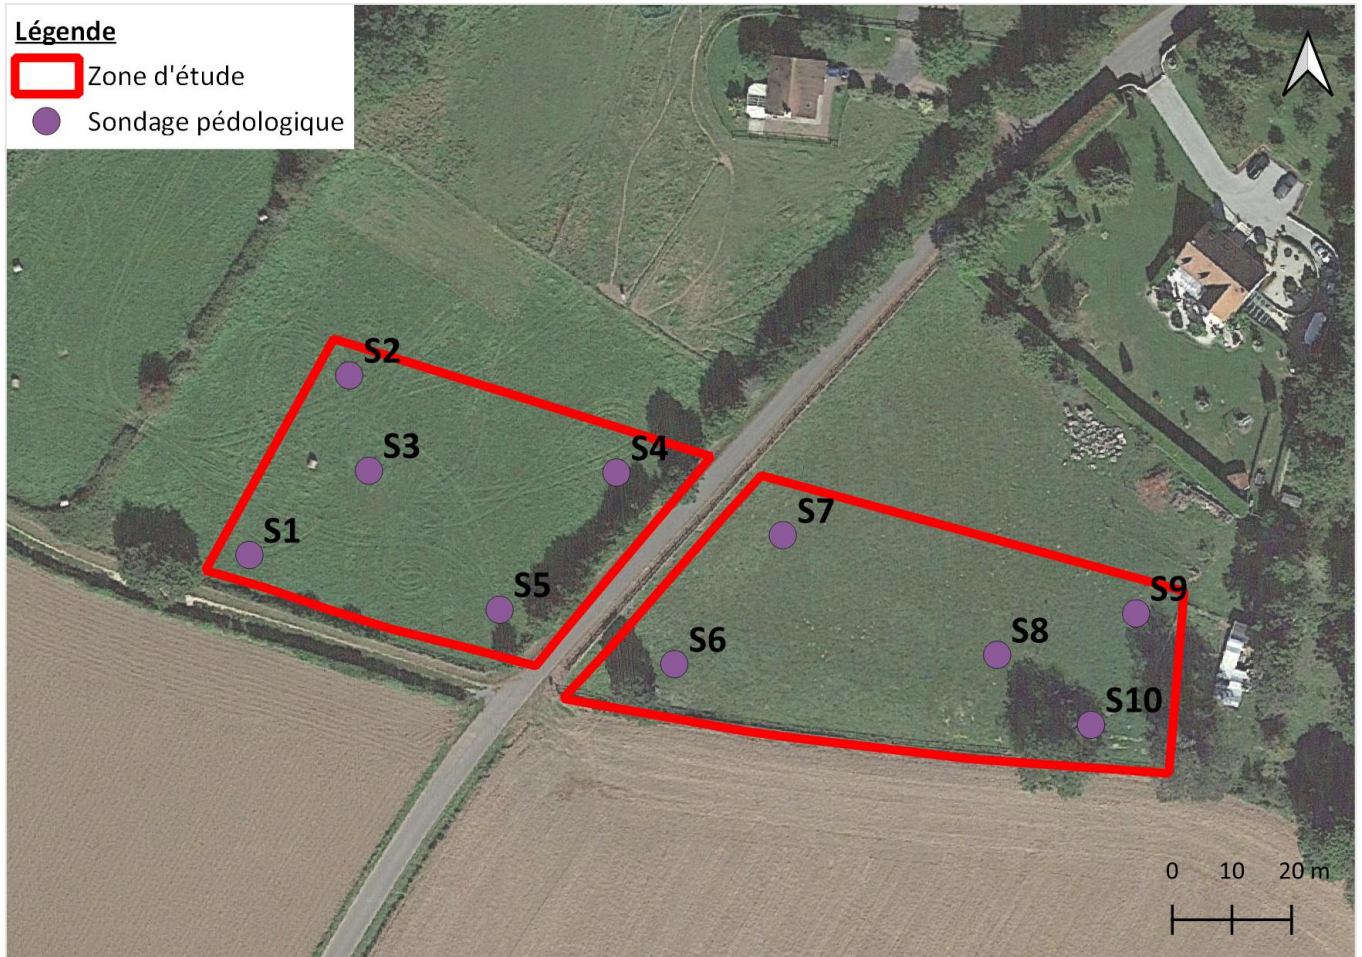 Légende
Zone d'étude
Sondage pédologique
S2
S3
S4
S1
S7
S5
S9
S8
S6
S10
0 10 20 m